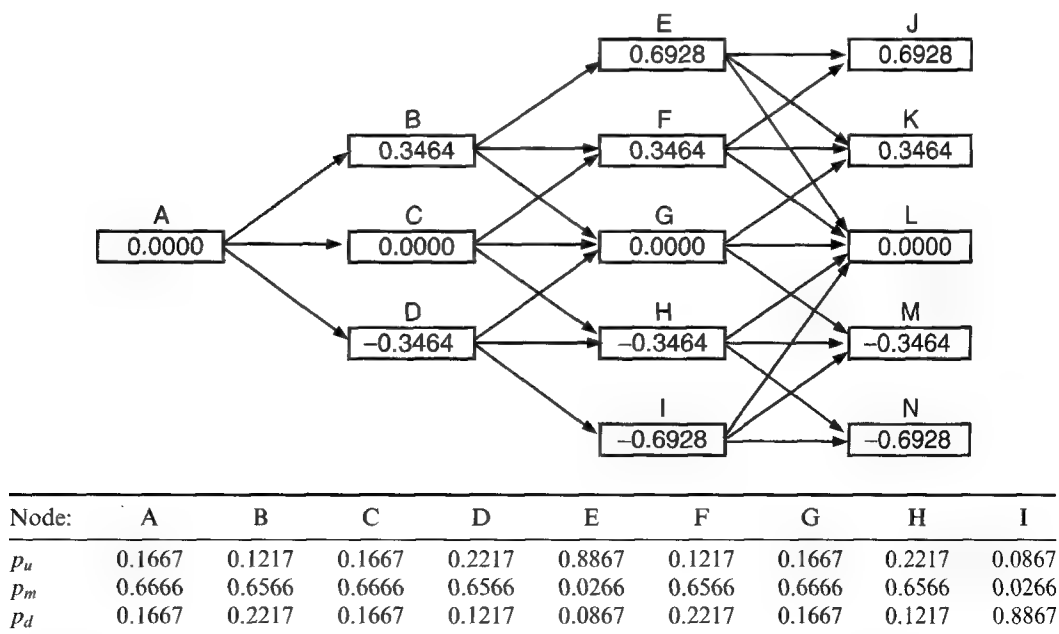 E J
0.6928 0.6928
B F K
0.3464 0.3464 0.3464
A C G L
0.0000 0.0000 0.0000 0.0000
D H M
−0.3464 −0.3464 −0.3464
I N
−0.6928 −0.6928
Node: A B C D E F G H I
pu 0.1667 0.1217 0.1667 0.2217 0.8867 0.1217 0.1667 0.2217 0.0867
pm 0.6666 0.6566 0.6666 0.6566 0.0266 0.6566 0.6666 0.6566 0.0266
pd 0.1667 0.2217 0.1667 0.1217 0.0867 0.2217 0.1667 0.1217 0.8867